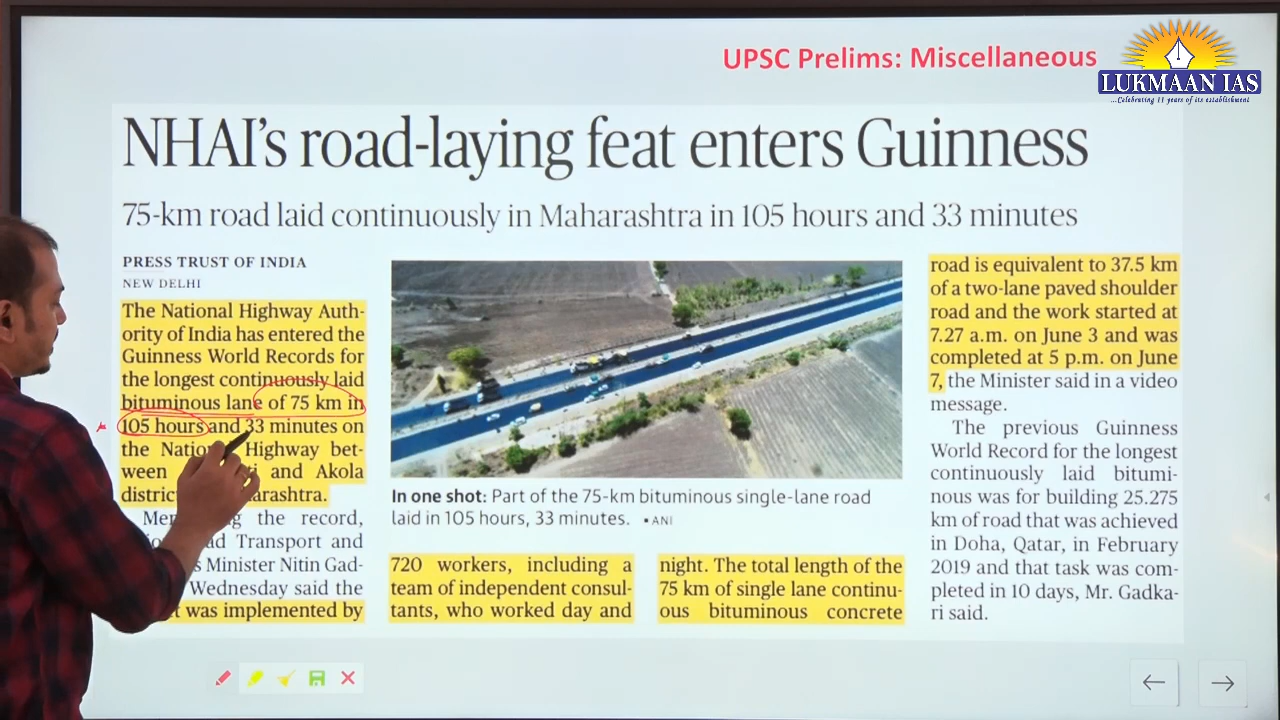 UPSC Prelims: Miscellaneous
LUKMAAN IAS
...Celebrating 11 years of its establishment
NHAI's road-laying feat enters Guinness
75-km road laid continuously in Maharashtra in 105 hours and 33 minutes
PRESS TRUST OF INDIA
NEW DELHI
The National Highway Auth-
ority of India has entered the
Guinness World Records for
the longest continuously laid
bituminous lane of 75 km in
105 hours and 33 minutes on
the Highway bet-
ween and Akola
the record,
Transport and
Minister Nitin Gad-
Wednesday said the
was implemented by
In one shot: Part of the 75-km bituminous single-lane road
laid in 105 hours, 33 minutes. ▪ ANI
720 workers, including a
team of independent consul-
tants, who worked day and
night. The total length of the
75 km of single lane continu-
ous bituminous concrete
road is equivalent to 37.5 km
of a two-lane paved shoulder
road and the work started at
7.27 a.m. on June 3 and was
completed at 5 p.m. on June
7, the Minister said in a video
message.
The previous Guinness
World Record for the longest
continuously laid bitumi-
nous was for building 25.275
km of road that was achieved
in Doha, Qatar, in February
2019 and that task was com-
pleted in 10 days, Mr. Gadka-
ri said.